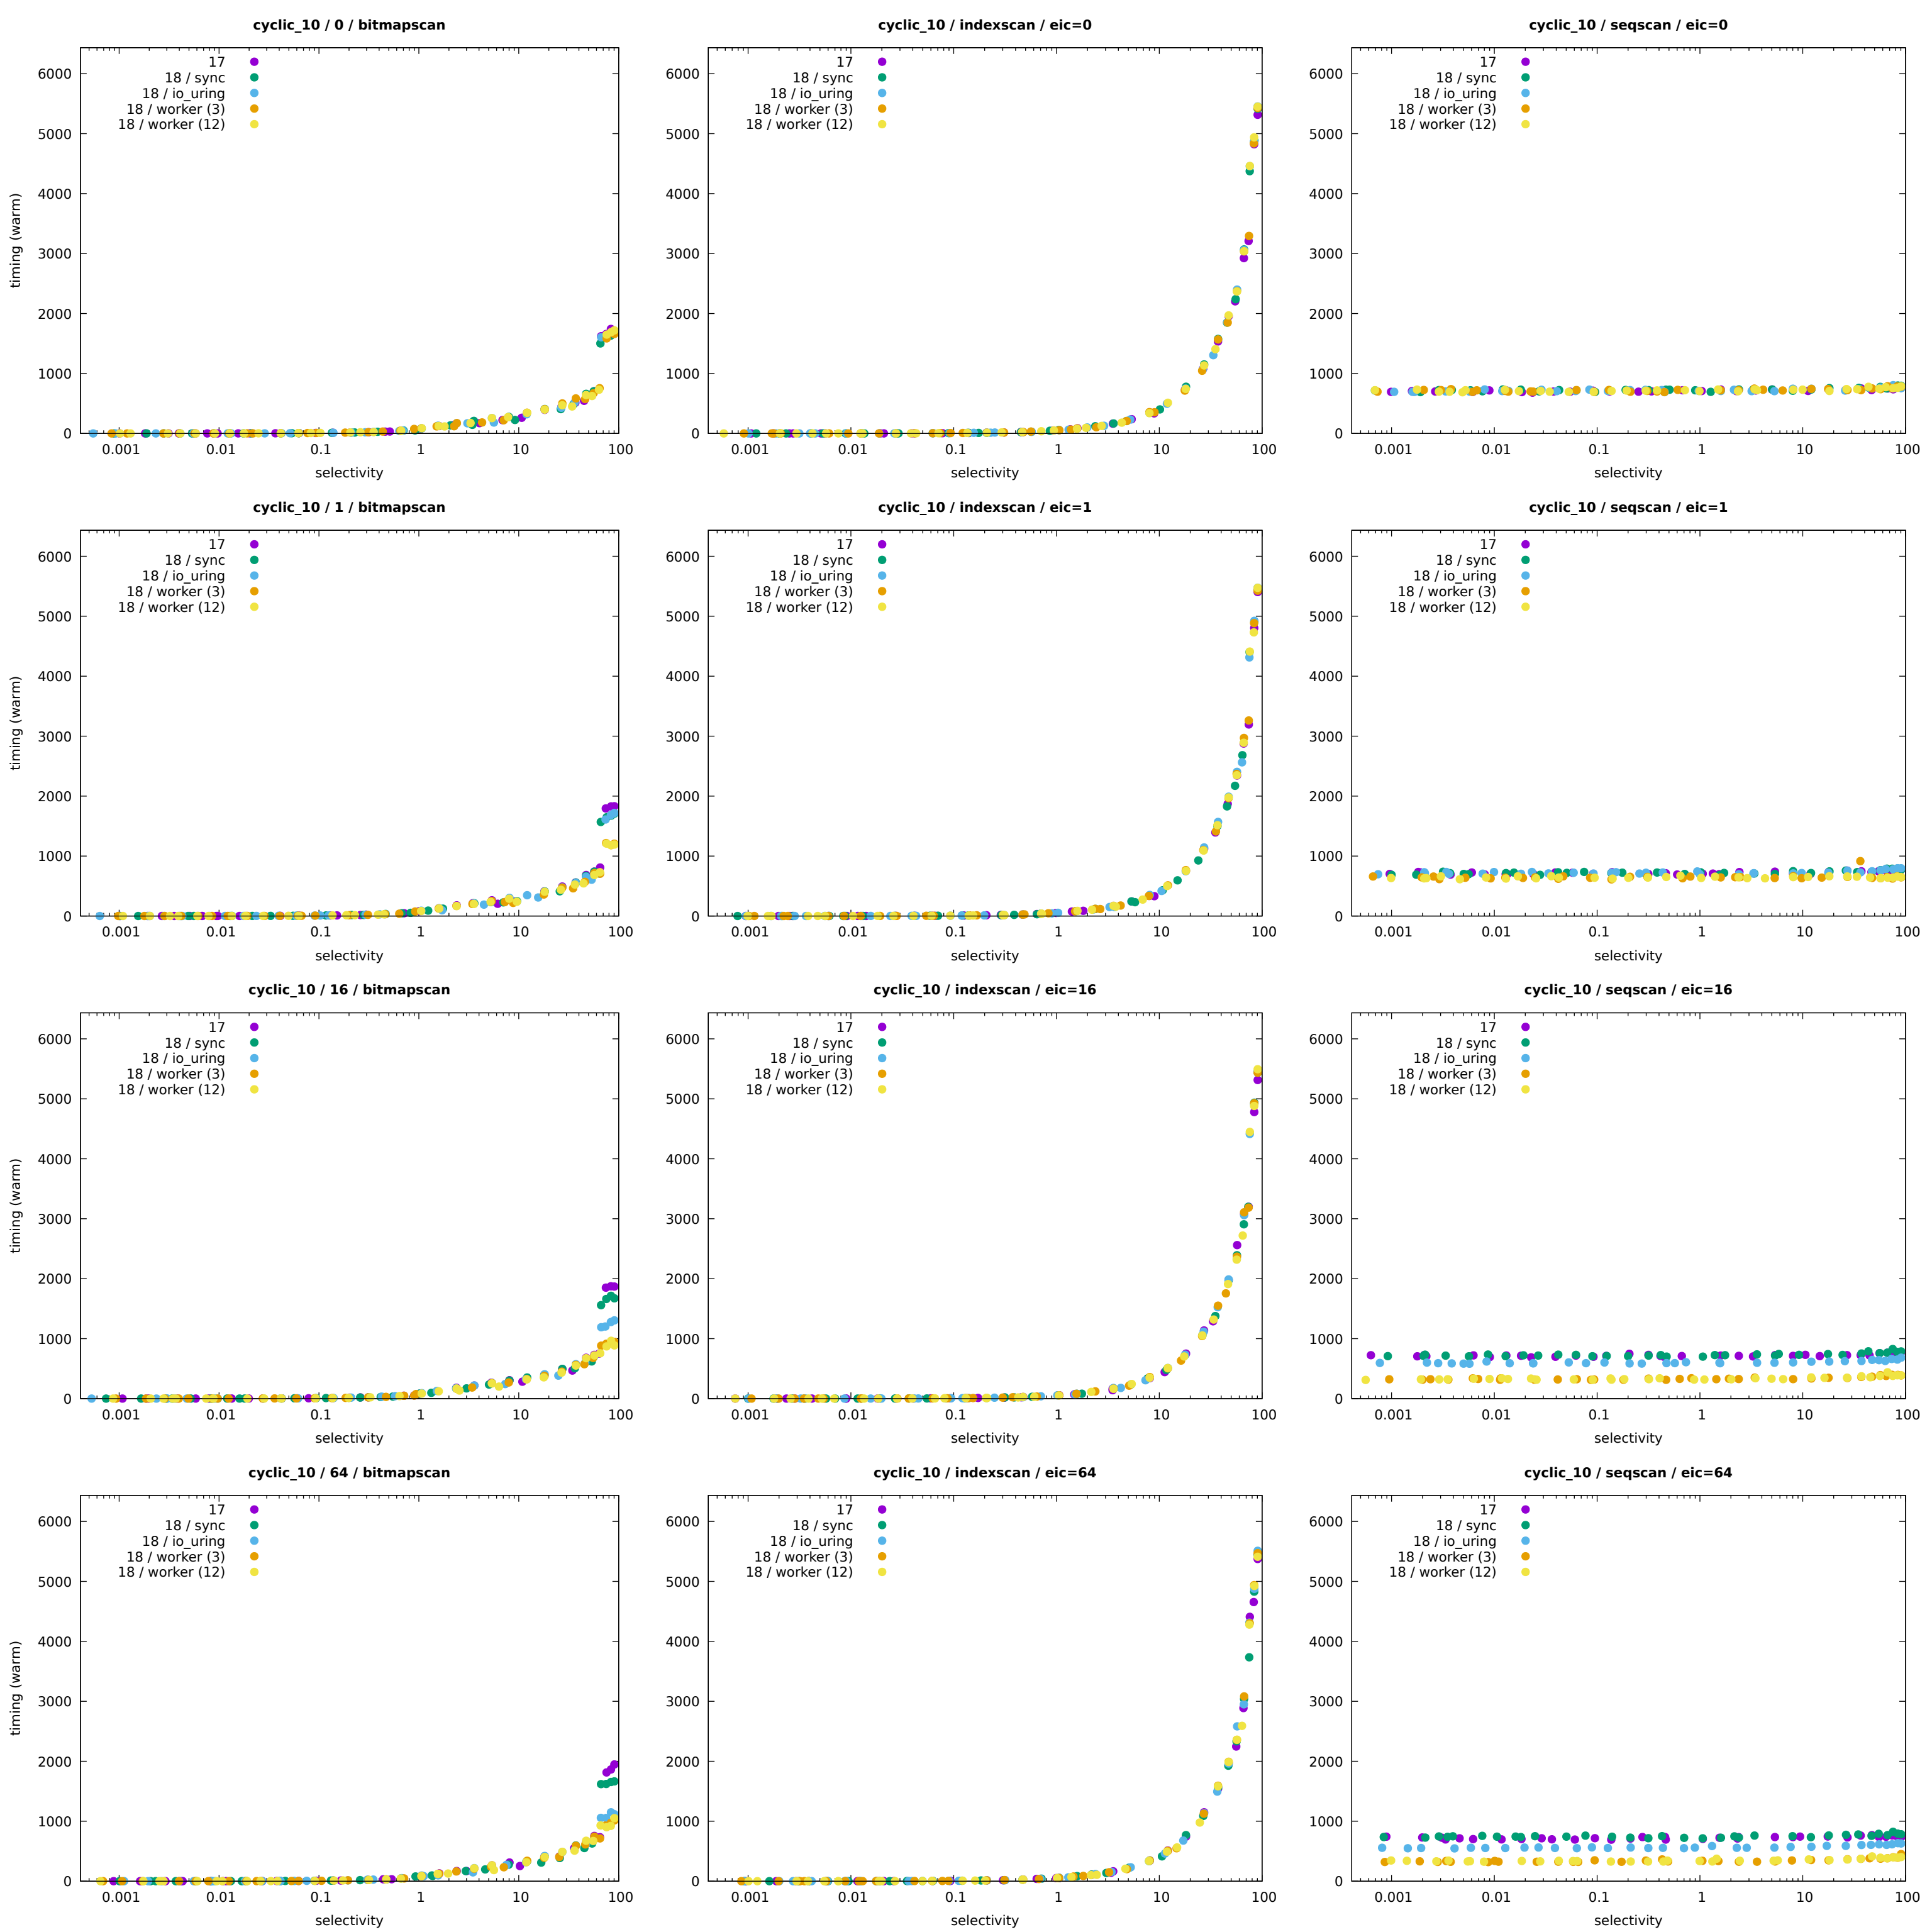 cyclic_10 / 0 / bitmapscan
17
18 / sync
18 / io_uring
18 / worker (3)
18 / worker (12)
6000
5000
4000
3000
2000
1000
0
timing (warm)
0.001 0.01 0.1 1 10 100
selectivity
cyclic_10 / indexscan / eic=0
17
18 / sync
18 / io_uring
18 / worker (3)
18 / worker (12)
6000
5000
4000
3000
2000
1000
0
0.001 0.01 0.1 1 10 100
selectivity
cyclic_10 / seqscan / eic=0
17
18 / sync
18 / io_uring
18 / worker (3)
18 / worker (12)
6000
5000
4000
3000
2000
1000
0
0.001 0.01 0.1 1 10 100
selectivity
cyclic_10 / 1 / bitmapscan
17
18 / sync
18 / io_uring
18 / worker (3)
18 / worker (12)
6000
5000
4000
3000
2000
1000
0
timing (warm)
0.001 0.01 0.1 1 10 100
selectivity
cyclic_10 / indexscan / eic=1
17
18 / sync
18 / io_uring
18 / worker (3)
18 / worker (12)
6000
5000
4000
3000
2000
1000
0
0.001 0.01 0.1 1 10 100
selectivity
cyclic_10 / seqscan / eic=1
17
18 / sync
18 / io_uring
18 / worker (3)
18 / worker (12)
6000
5000
4000
3000
2000
1000
0
0.001 0.01 0.1 1 10 100
selectivity
cyclic_10 / 16 / bitmapscan
17
18 / sync
18 / io_uring
18 / worker (3)
18 / worker (12)
6000
5000
4000
3000
2000
1000
0
timing (warm)
0.001 0.01 0.1 1 10 100
selectivity
cyclic_10 / indexscan / eic=16
17
18 / sync
18 / io_uring
18 / worker (3)
18 / worker (12)
6000
5000
4000
3000
2000
1000
0
0.001 0.01 0.1 1 10 100
selectivity
cyclic_10 / seqscan / eic=16
17
18 / sync
18 / io_uring
18 / worker (3)
18 / worker (12)
6000
5000
4000
3000
2000
1000
0
0.001 0.01 0.1 1 10 100
selectivity
cyclic_10 / 64 / bitmapscan
17
18 / sync
18 / io_uring
18 / worker (3)
18 / worker (12)
6000
5000
4000
3000
2000
1000
0
timing (warm)
0.001 0.01 0.1 1 10 100
selectivity
cyclic_10 / indexscan / eic=64
17
18 / sync
18 / io_uring
18 / worker (3)
18 / worker (12)
6000
5000
4000
3000
2000
1000
0
0.001 0.01 0.1 1 10 100
selectivity
cyclic_10 / seqscan / eic=64
17
18 / sync
18 / io_uring
18 / worker (3)
18 / worker (12)
6000
5000
4000
3000
2000
1000
0
0.001 0.01 0.1 1 10 100
selectivity